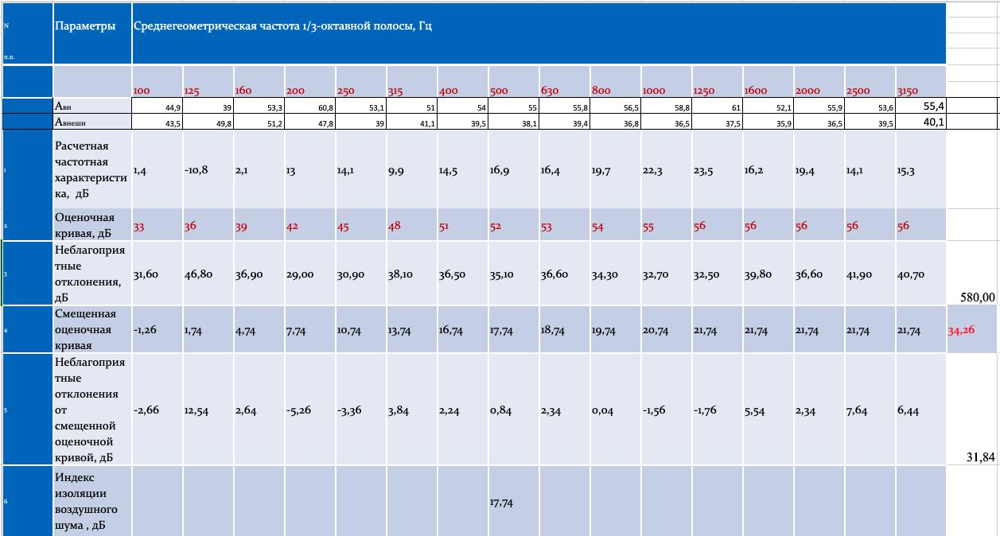 N
п.п.
Параметры
Среднегеометрическая частота 1/3-октавной полосы, Гц
100 125 160 200 250 315 400 500 630 800 1000 1250 1600 2000 2500 3150
Авн 44,9 39 53,3 60,8 53,1 51 54 55 55,8 56,5 58,8 61 52,1 55,9 53,6 55,4
Авнешн 43,5 49,8 51,2 47,8 39 41,1 39,5 38,1 39,4 36,8 36,5 37,5 35,9 36,5 39,5 40,1
1
Расчетная
частотная
характеристи
ка, дБ
1,4 -10,8 2,1 13 14,1 9,9 14,5 16,9 16,4 19,7 22,3 23,5 16,2 19,4 14,1 15,3
2
Оценочная
кривая, дБ
33 36 39 42 45 48 51 52 53 54 55 56 56 56 56 56
3
Неблагоприя
тные
отклонения,
дБ
31,60 46,80 36,90 29,00 30,90 38,10 36,50 35,10 36,60 34,30 32,70 32,50 39,80 36,60 41,90 40,70
580,00
4
Смещенная
оценочная
кривая
-1,26 1,74 4,74 7,74 10,74 13,74 16,74 17,74 18,74 19,74 20,74 21,74 21,74 21,74 21,74 21,74 34,26
5
Неблагоприя
тные
отклонения
от
смещенной
оценочной
кривой, дБ
-2,66 12,54 2,64 -5,26 -3,36 3,84 2,24 0,84 2,34 0,04 -1,56 -1,76 5,54 2,34 7,64 6,44
31,84
6
Индекс
изоляции
воздушного
шума , дБ
17,74